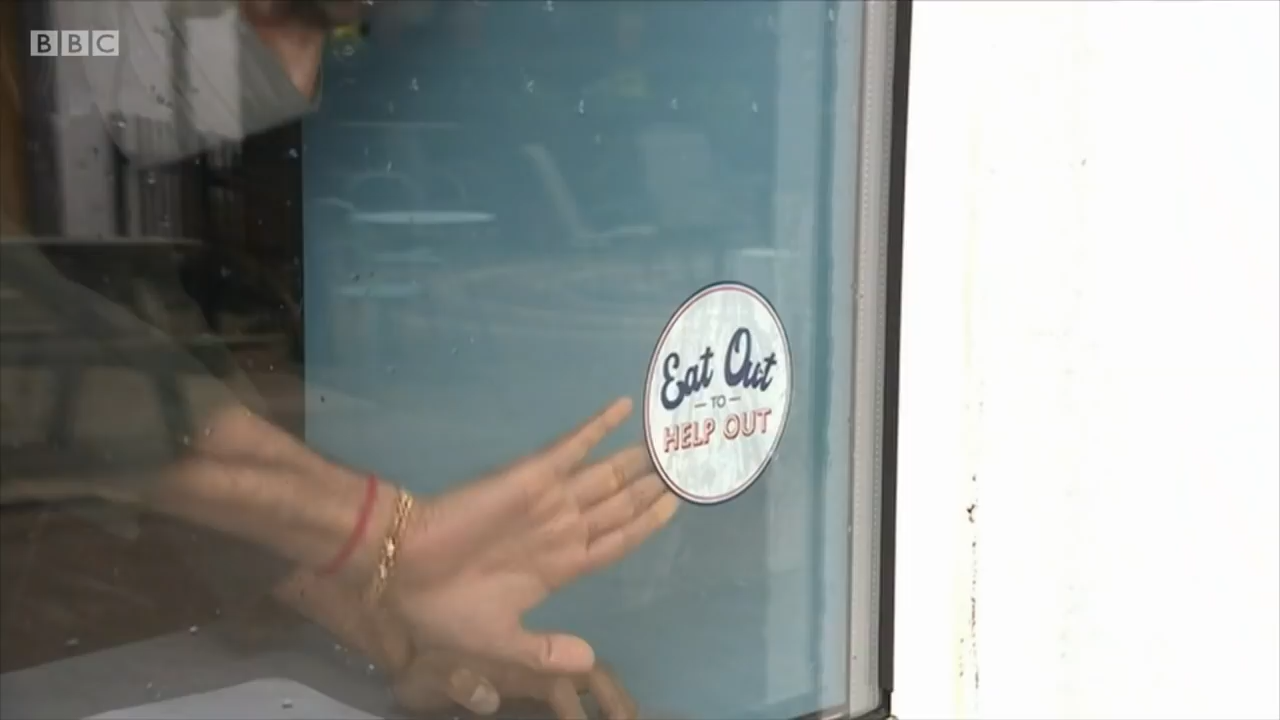 BBC
Eat Out
— TO —
HELP OUT